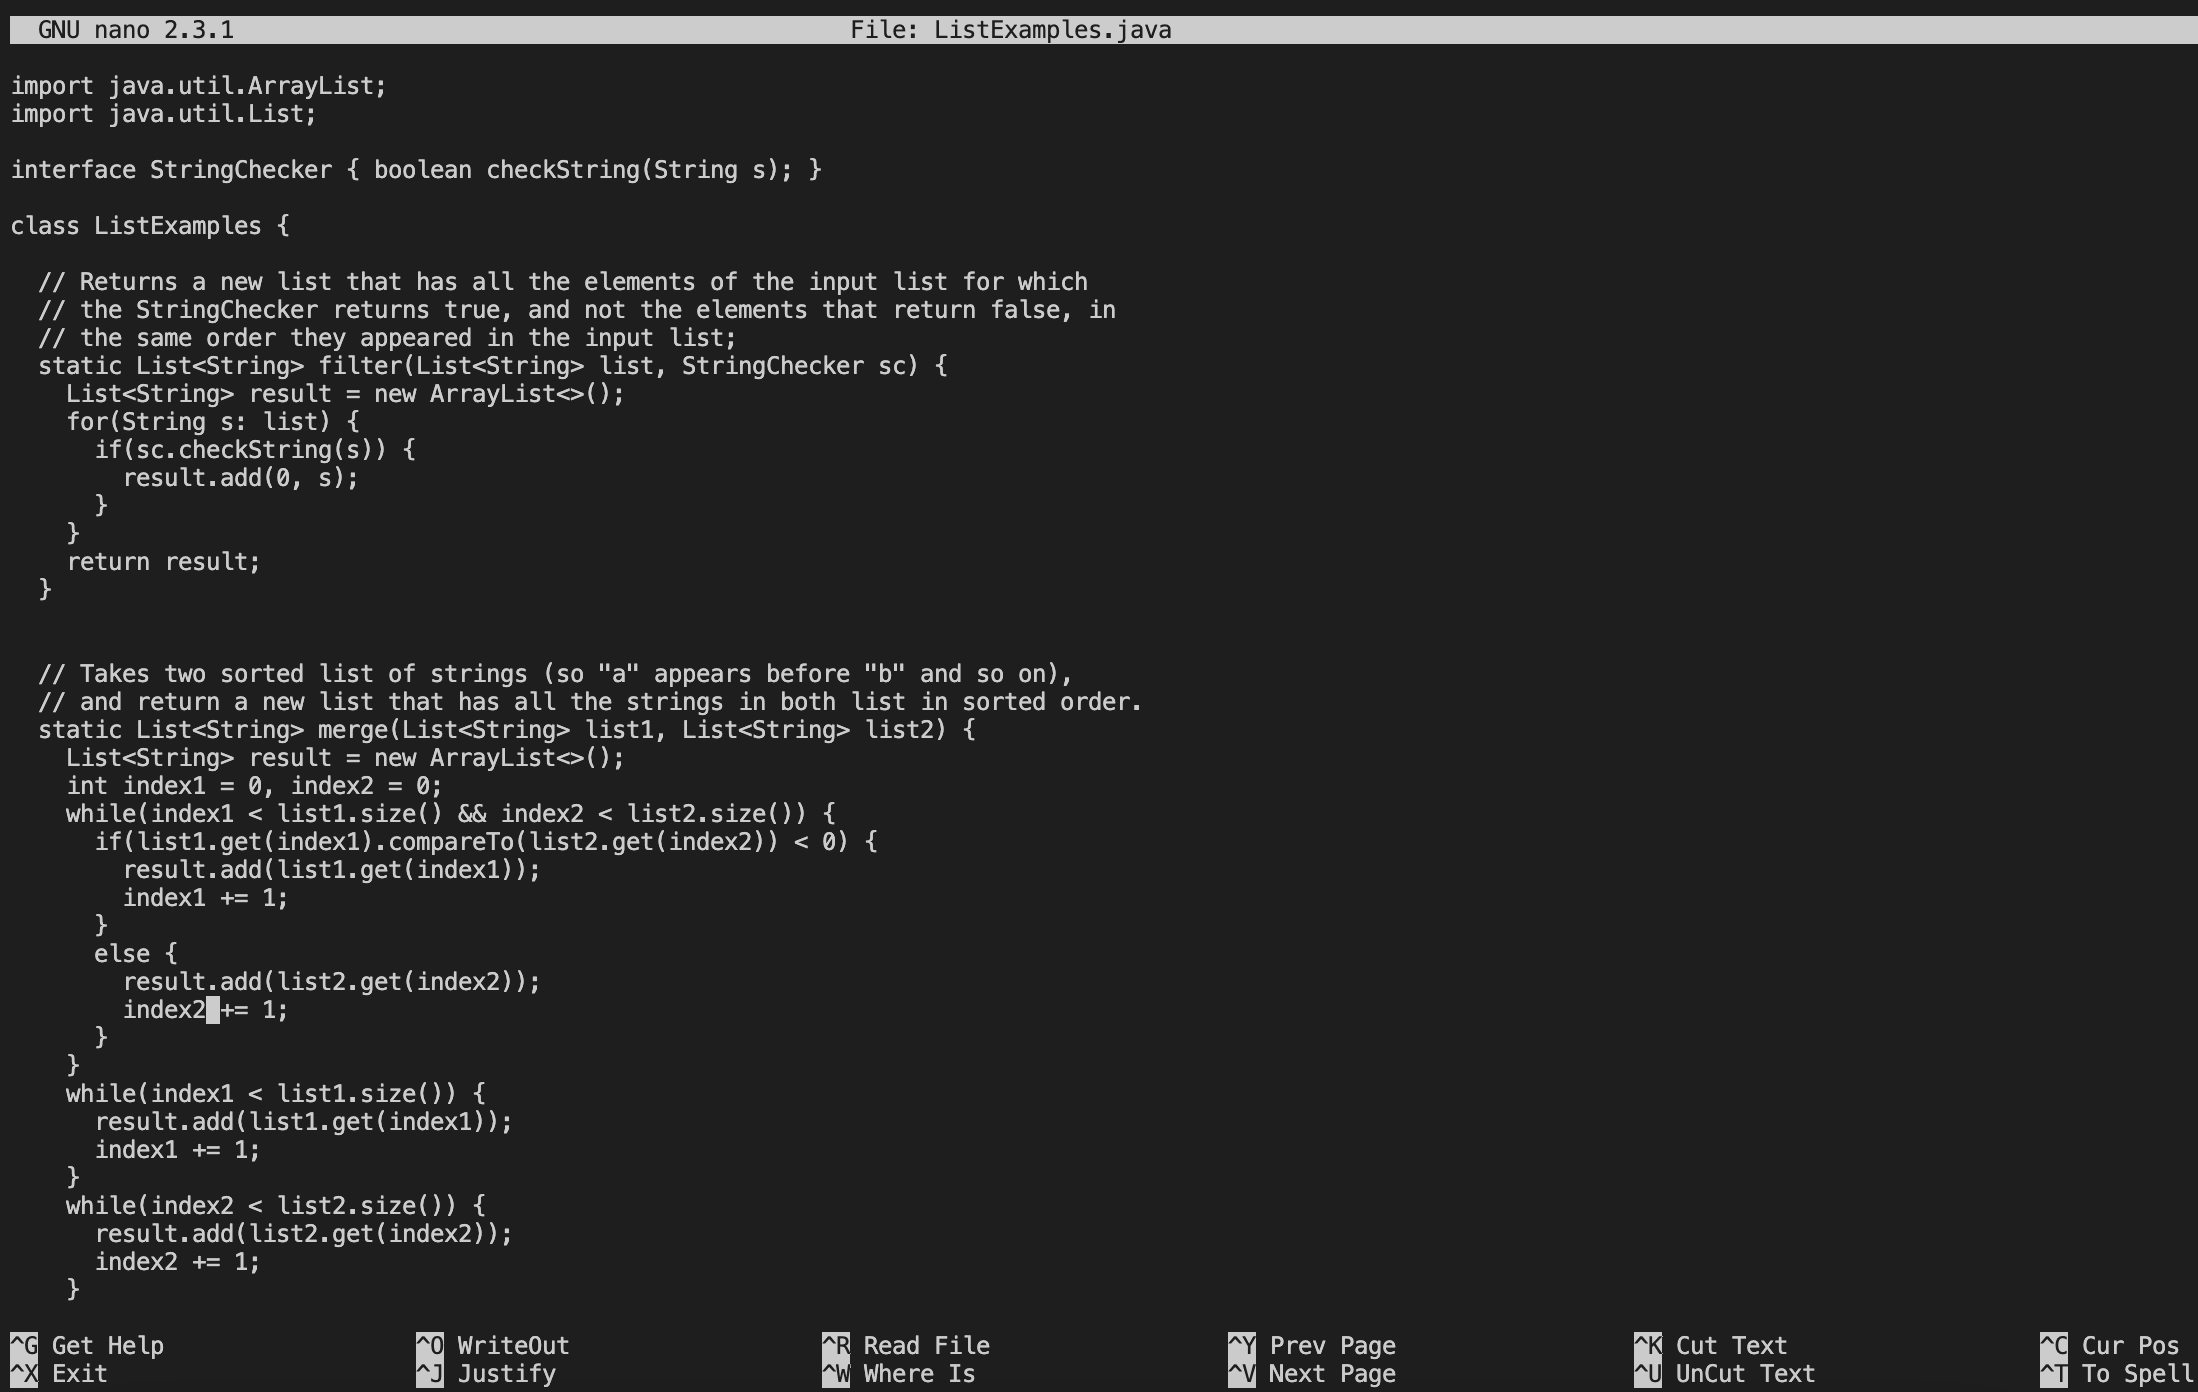 GNU nano 2.3.1 File: ListExamples.java
import java.util.ArrayList;
import java.util.List;
interface StringChecker { boolean checkString(String s); }
class ListExamples {
  // Returns a new list that has all the elements of the input list for which
  // the StringChecker returns true, and not the elements that return false, in
  // the same order they appeared in the input list;
  static List<String> filter(List<String> list, StringChecker sc) {
    List<String> result = new ArrayList<>();
    for(String s: list) {
      if(sc.checkString(s)) {
        result.add(0, s);
      }
    }
    return result;
  }
  // Takes two sorted list of strings (so "a" appears before "b" and so on),
  // and return a new list that has all the strings in both list in sorted order.
  static List<String> merge(List<String> list1, List<String> list2) {
    List<String> result = new ArrayList<>();
    int index1 = 0, index2 = 0;
    while(index1 < list1.size() && index2 < list2.size()) {
      if(list1.get(index1).compareTo(list2.get(index2)) < 0) {
        result.add(list1.get(index1));
        index1 += 1;
      }
      else {
        result.add(list2.get(index2));
        index2 += 1;
      }
    }
    while(index1 < list1.size()) {
      result.add(list1.get(index1));
      index1 += 1;
    }
    while(index2 < list2.size()) {
      result.add(list2.get(index2));
      index2 += 1;
    }
^G Get Help ^O WriteOut ^R Read File ^Y Prev Page ^K Cut Text ^C Cur Pos
^X Exit ^J Justify ^W Where Is ^V Next Page ^U UnCut Text ^T To Spell